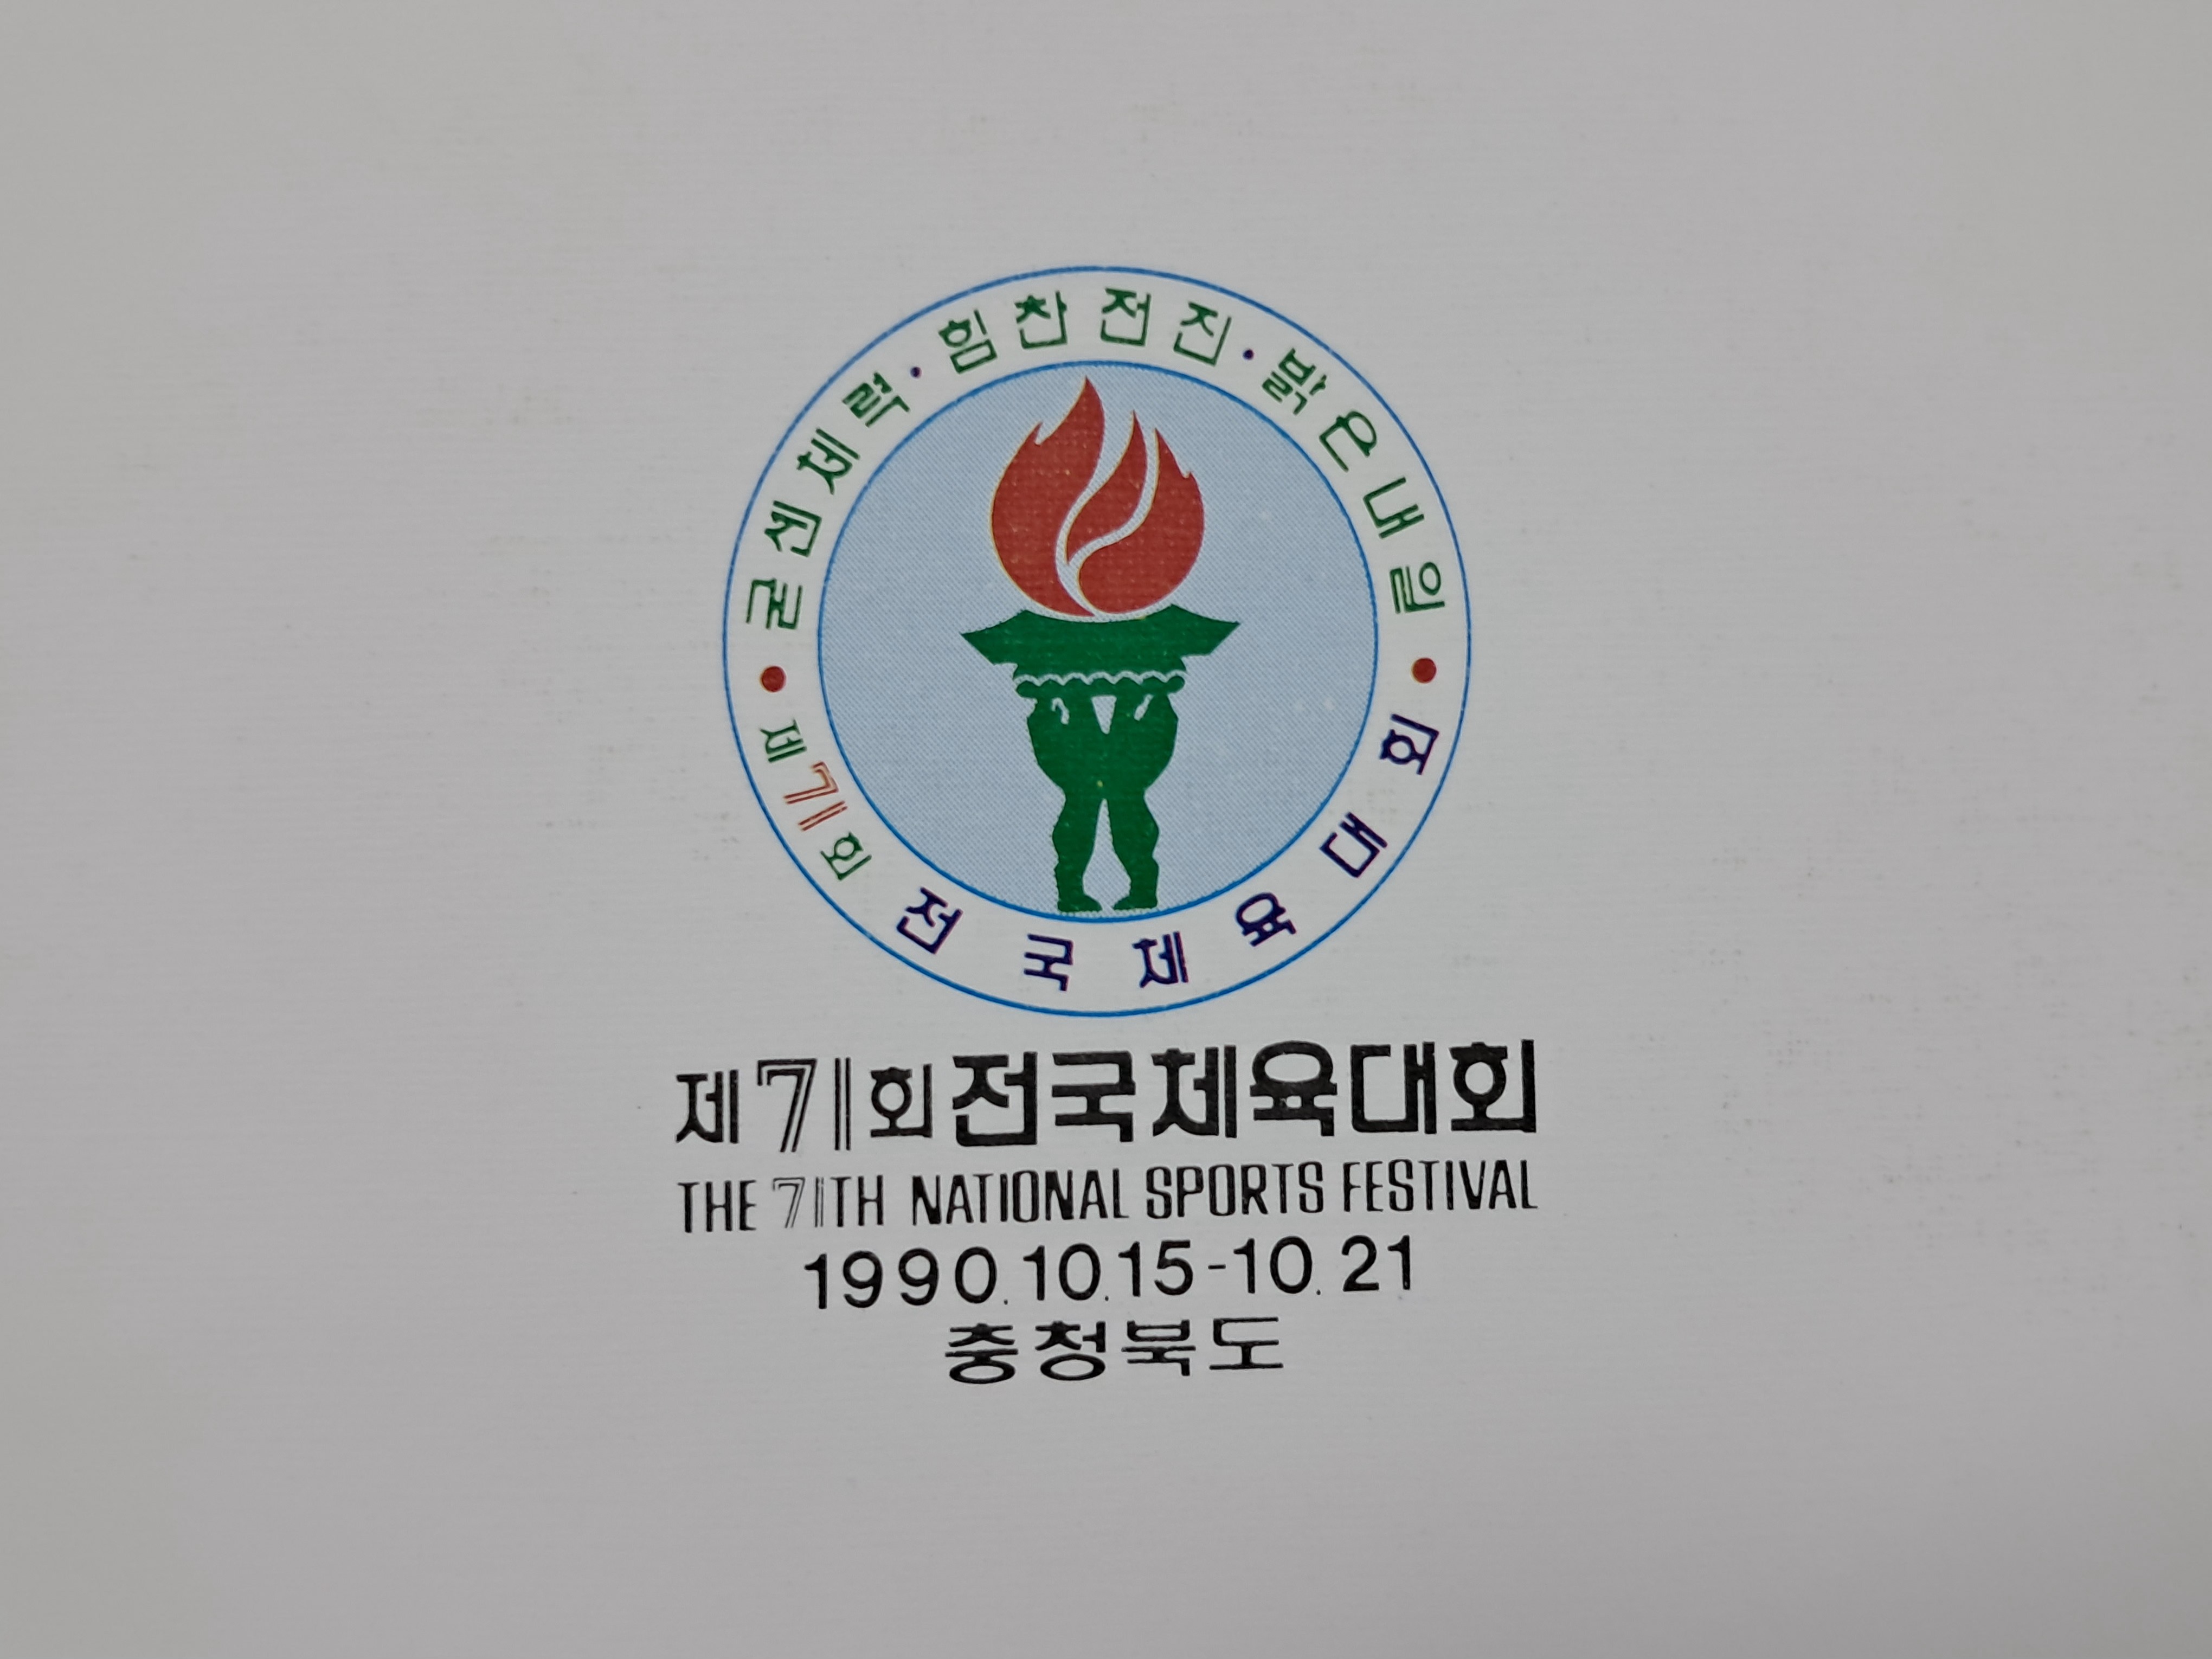 굳센체력·힘찬전진·밝은내일
제71회 전국체육대회
제71회전국체육대회
THE 71TH NATIONAL SPORTS FESTIVAL
1990.10.15-10.21
충청북도